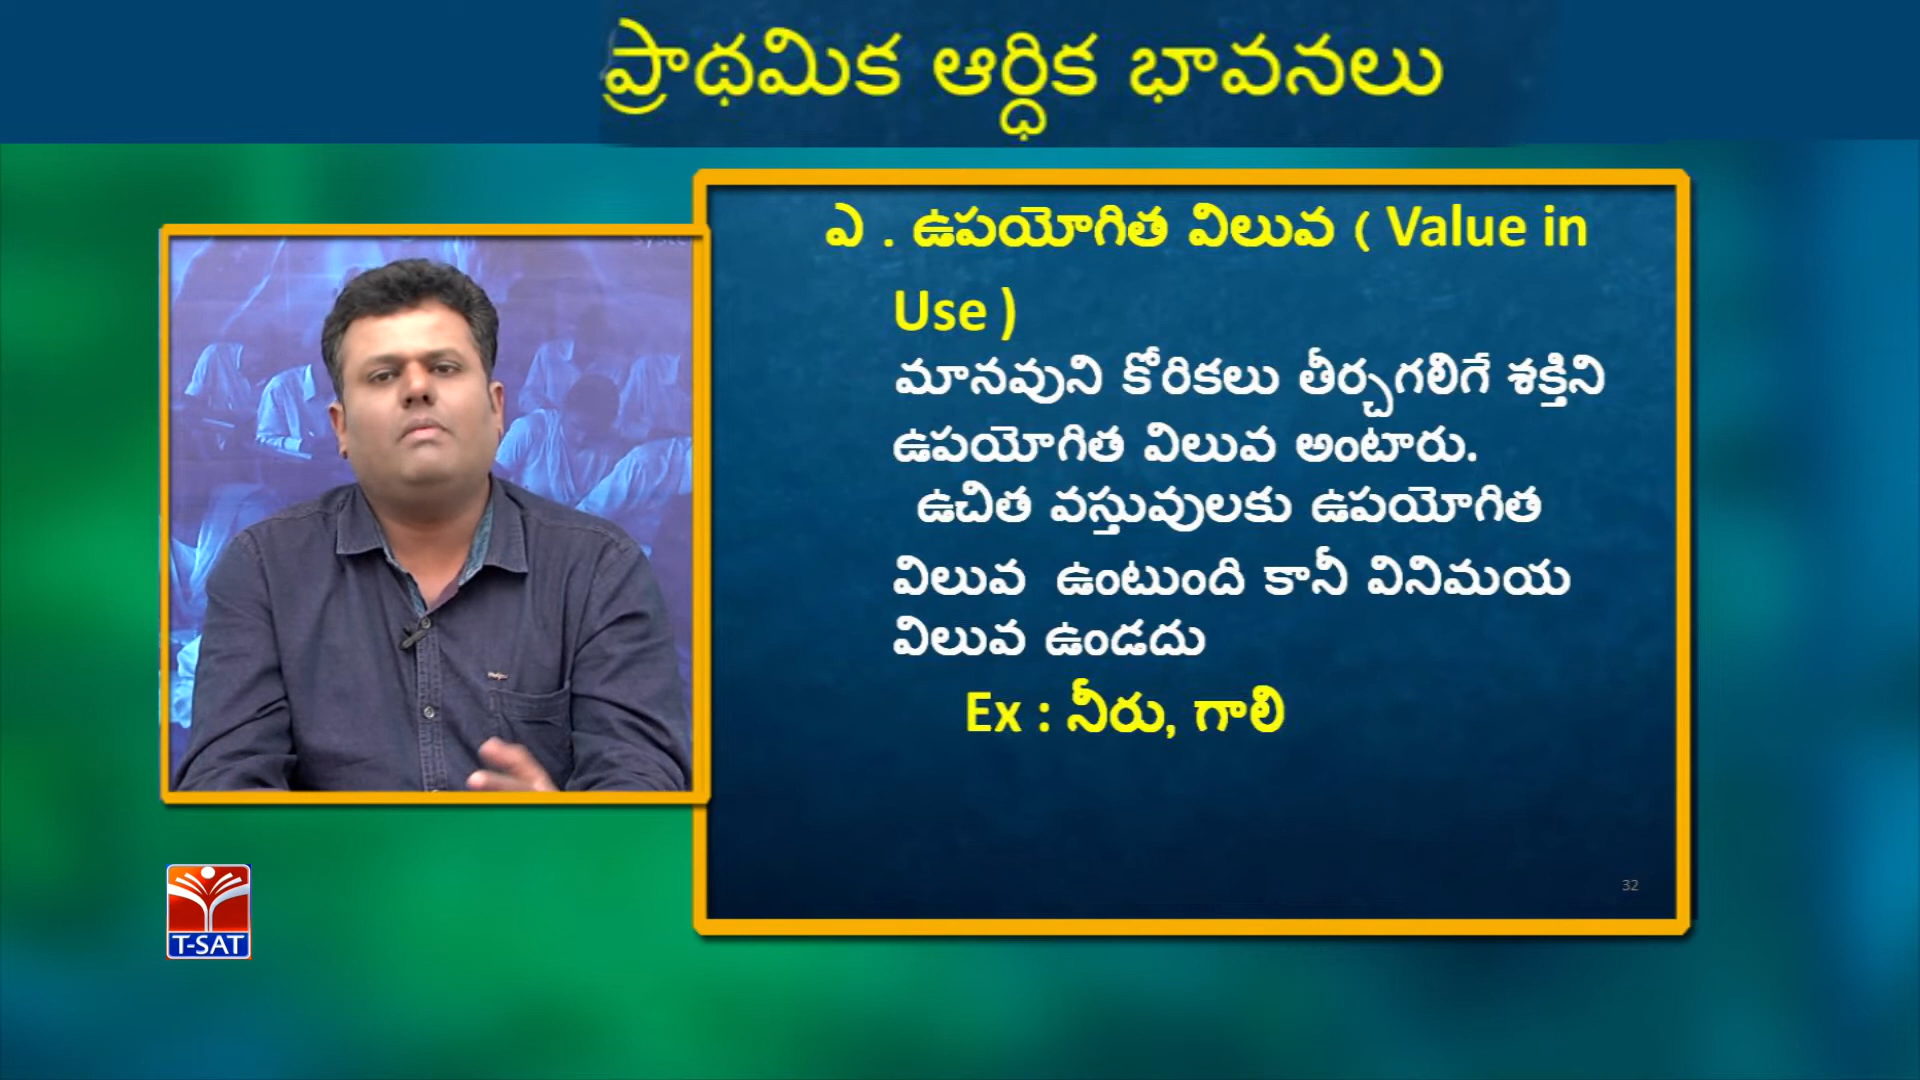 ప్రాథమిక ఆర్ధిక భావనలు
ఎ . ఉపయోగిత విలువ ( Value in
Use )
మానవుని కోరికలు తీర్చగలిగే శక్తిని
ఉపయోగిత విలువ అంటారు.
ఉచిత వస్తువులకు ఉపయోగిత
విలువ ఉంటుంది కానీ వినిమయ
విలువ ఉండదు
Ex : నీరు, గాలి
32
T-SAT